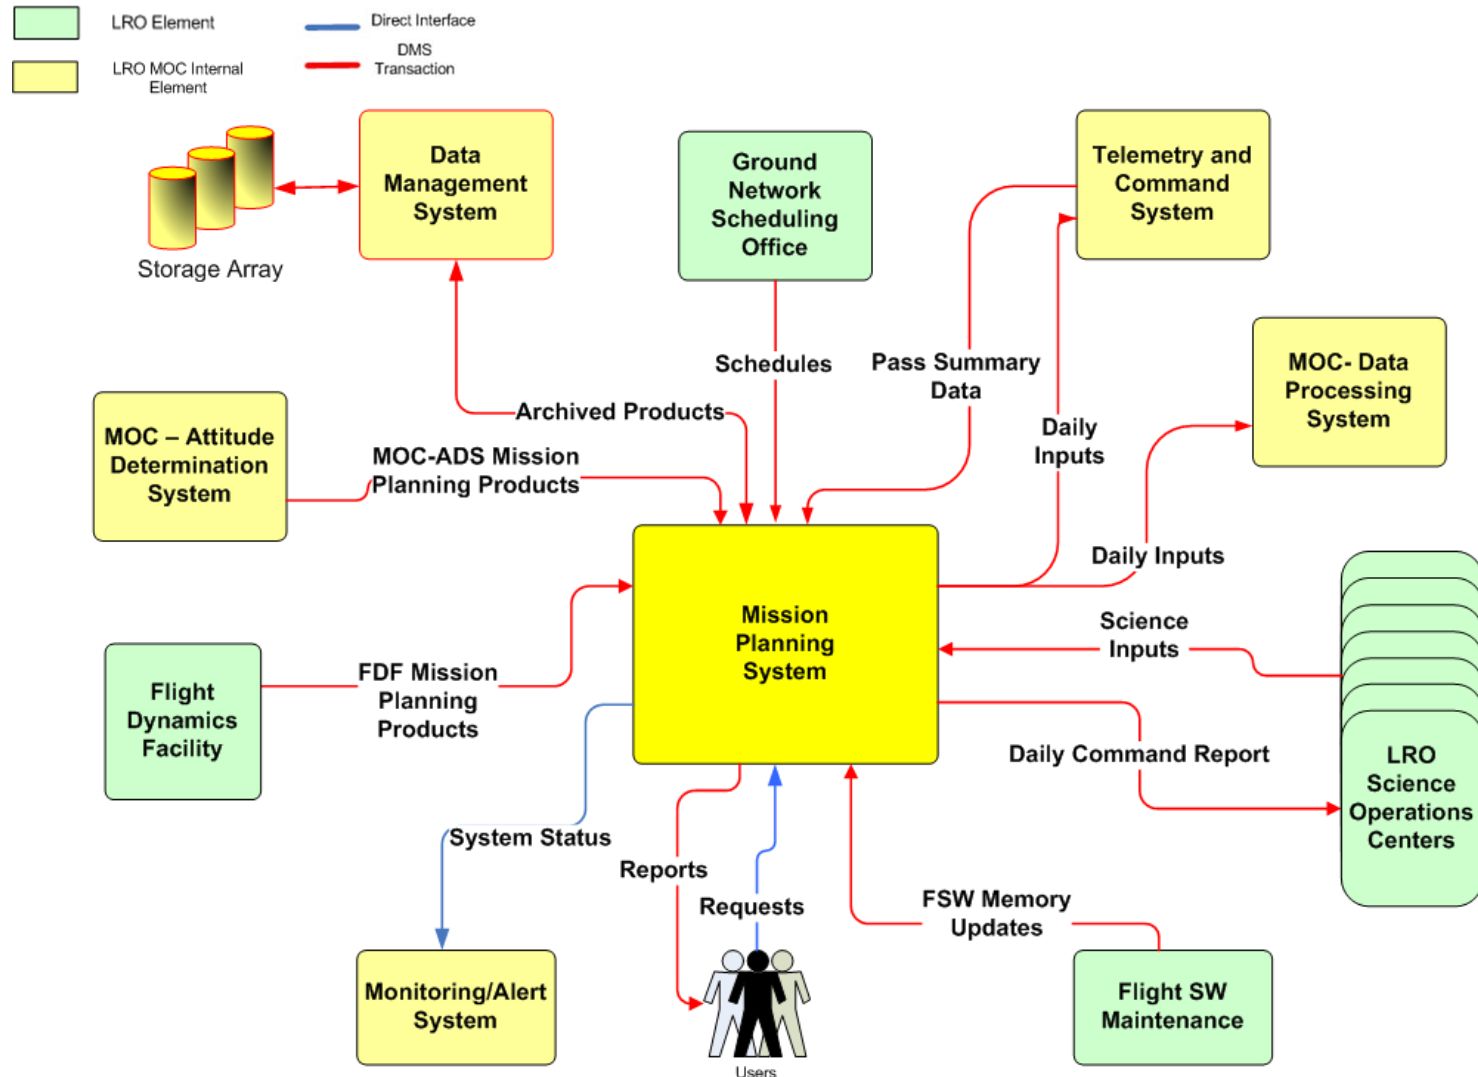 LRO Element
Direct Interface
LRO MOC Internal
Element
DMS
Transaction
Data
Management
System
Storage Array
Ground
Network
Scheduling
Office
Telemetry and
Command
System
Schedules
Pass Summary
Data
Daily
Inputs
MOC- Data
Processing
System
Archived Products
MOC – Attitude
Determination
System
MOC-ADS Mission
Planning Products
Daily Inputs
Mission
Planning
System
Science
Inputs
Flight
Dynamics
Facility
FDF Mission
Planning
Products
Daily Command Report
LRO
Science
Operations
Centers
System Status
Reports
Requests
FSW Memory
Updates
Monitoring/Alert
System
Users
Flight SW
Maintenance